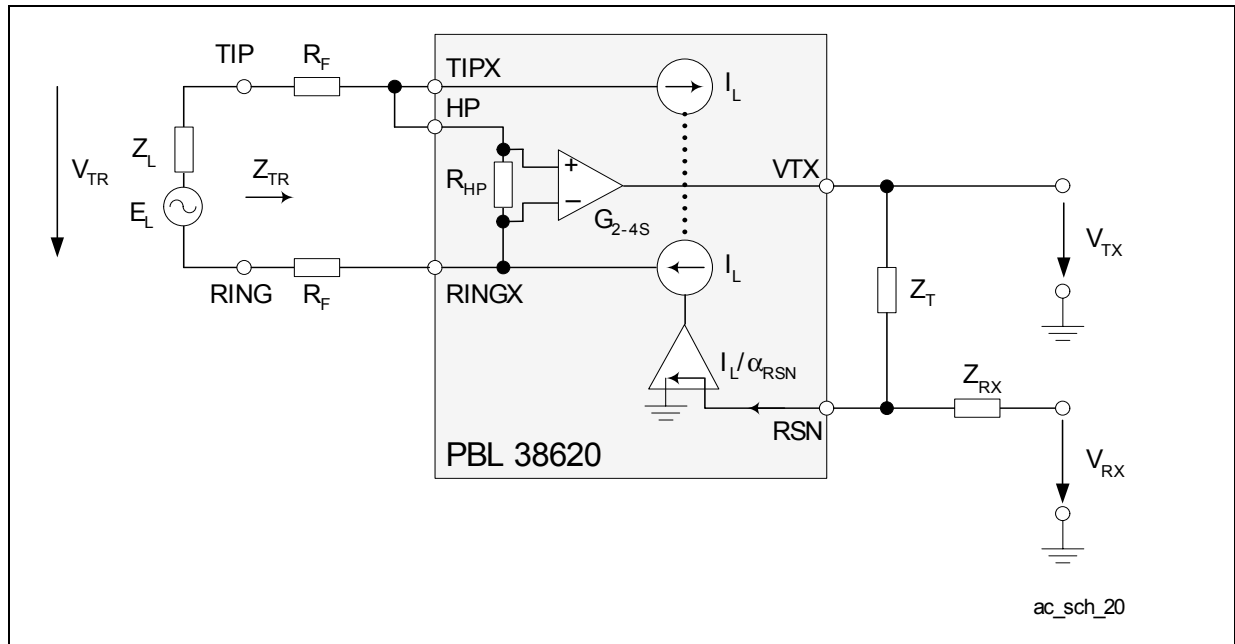 TIP
R_F
TIPX
I_L
HP
Z_L
V_TR
Z_TR
E_L
R_HP
+
−
G_2-4S
VTX
V_TX
I_L
RING
R_F
RINGX
Z_T
I_L/α_RSN
Z_RX
RSN
V_RX
PBL 38620
ac_sch_20